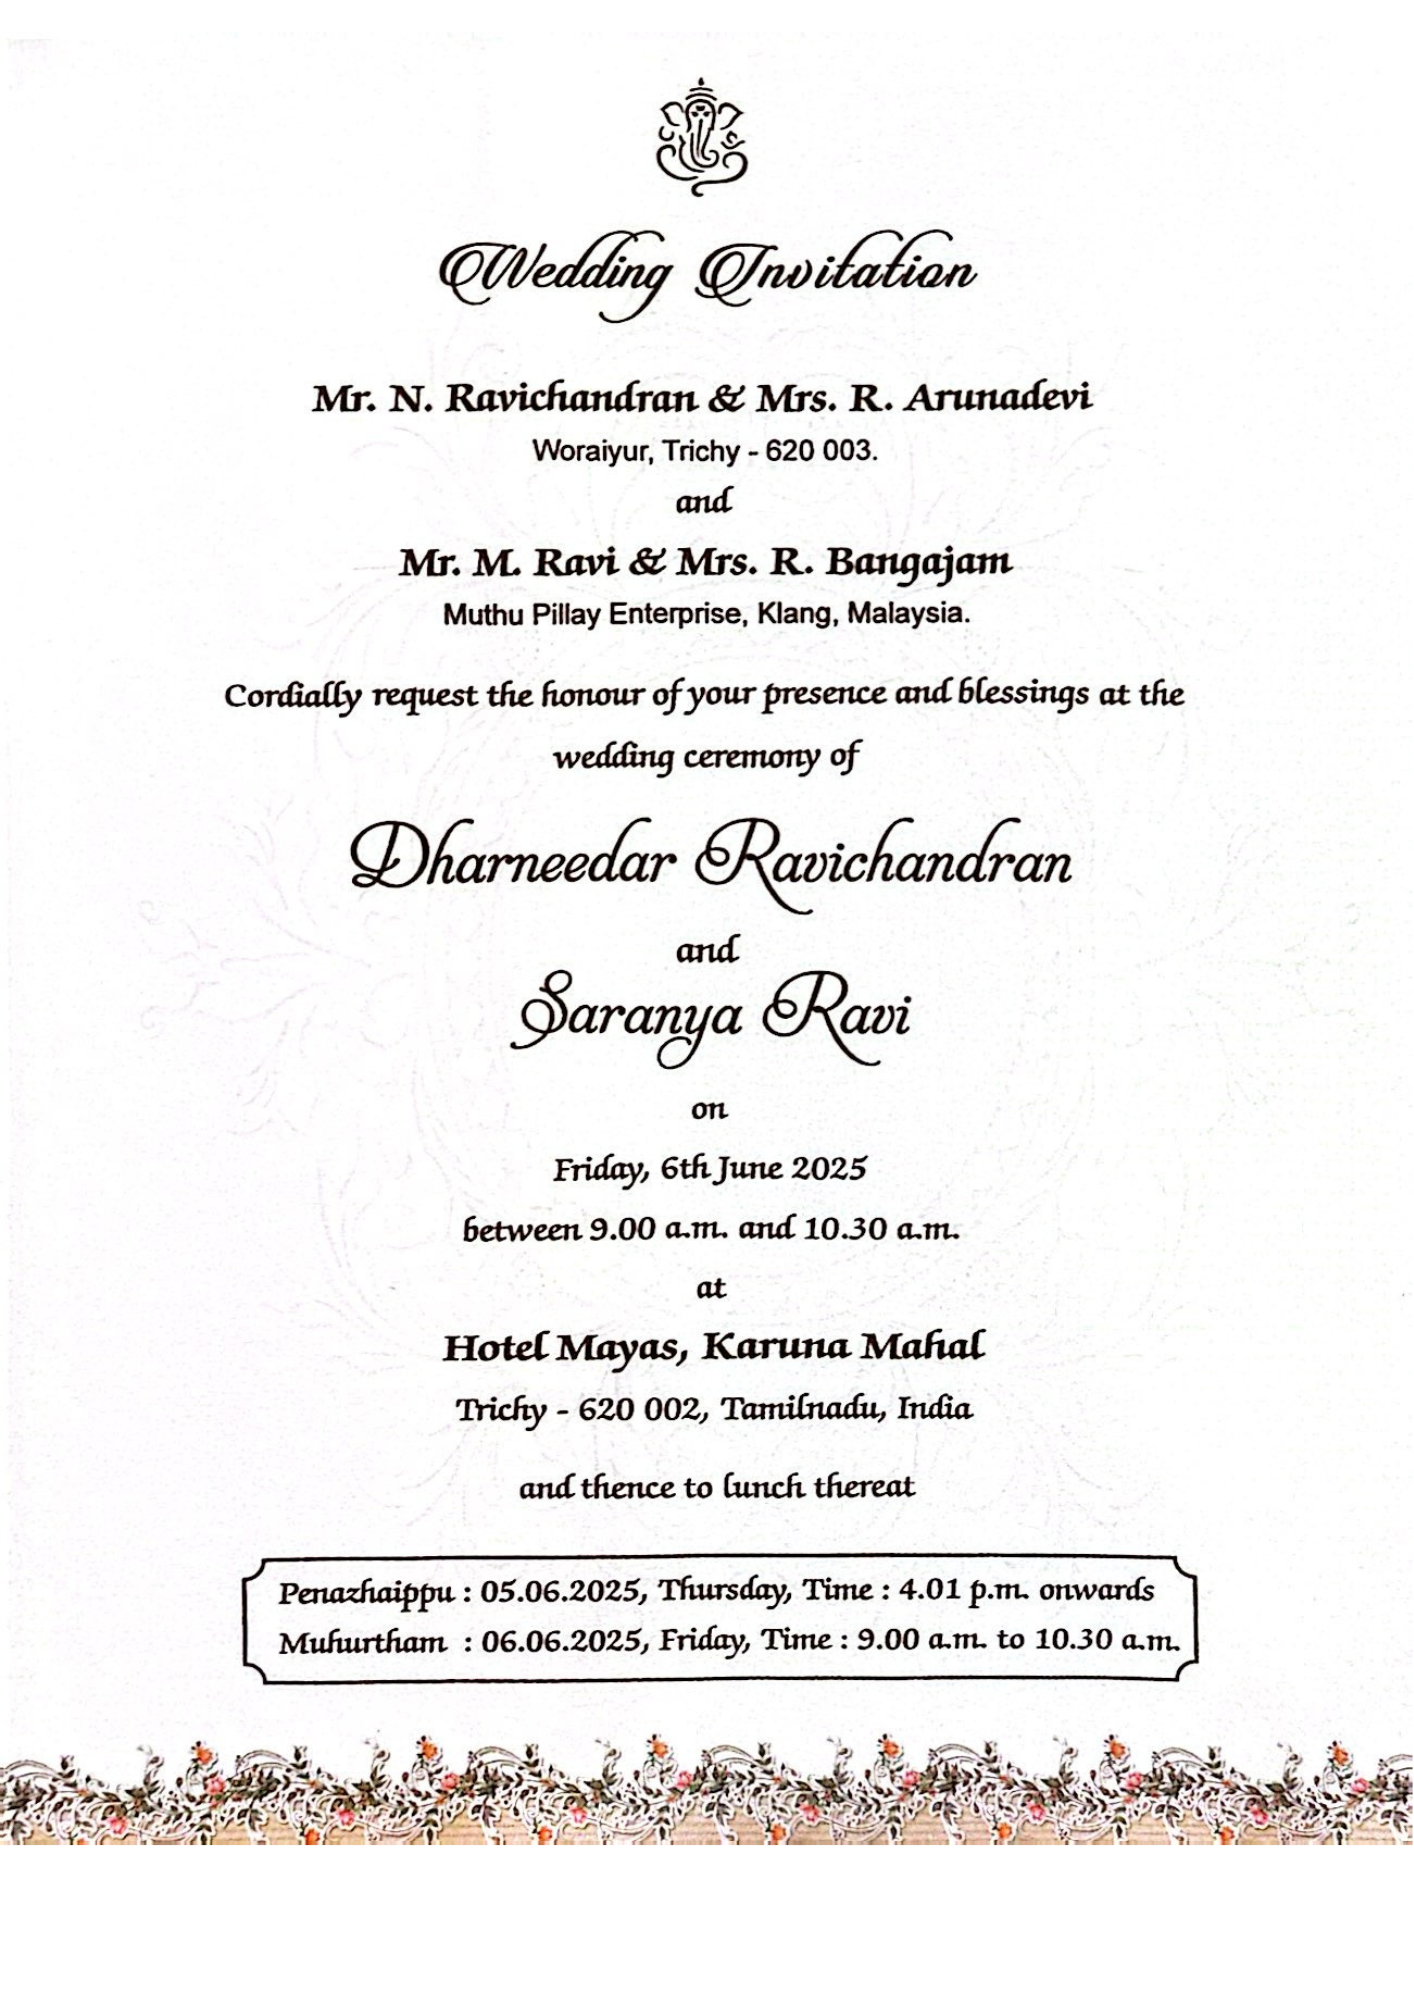 Wedding Invitation
Mr. N. Ravichandran & Mrs. R. Arunadevi
Woraiyur, Trichy - 620 003.
and
Mr. M. Ravi & Mrs. R. Bangajam
Muthu Pillay Enterprise, Klang, Malaysia.
Cordially request the honour of your presence and blessings at the
wedding ceremony of
Dharneedar Ravichandran
and
Saranya Ravi
on
Friday, 6th June 2025
between 9.00 a.m. and 10.30 a.m.
at
Hotel Mayas, Karuna Mahal
Trichy - 620 002, Tamilnadu, India
and thence to lunch thereat
Penazhaippu : 05.06.2025, Thursday, Time : 4.01 p.m. onwards
Muhurtham : 06.06.2025, Friday, Time : 9.00 a.m. to 10.30 a.m.